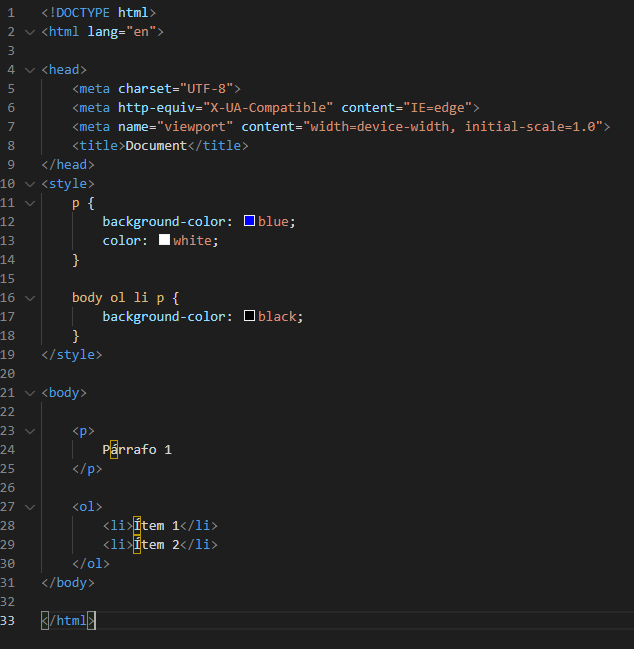 1 <!DOCTYPE html>
2 <html lang="en">
3
4 <head>
5     <meta charset="UTF-8">
6     <meta http-equiv="X-UA-Compatible" content="IE=edge">
7     <meta name="viewport" content="width=device-width, initial-scale=1.0">
8     <title>Document</title>
9 </head>
10 <style>
11     p {
12         background-color: blue;
13         color: white;
14     }
15
16     body ol li p {
17         background-color: black;
18     }
19 </style>
20
21 <body>
22
23     <p>
24         Párrafo 1
25     </p>
26
27     <ol>
28         <li>Ítem 1</li>
29         <li>Ítem 2</li>
30     </ol>
31 </body>
32
33 </html>